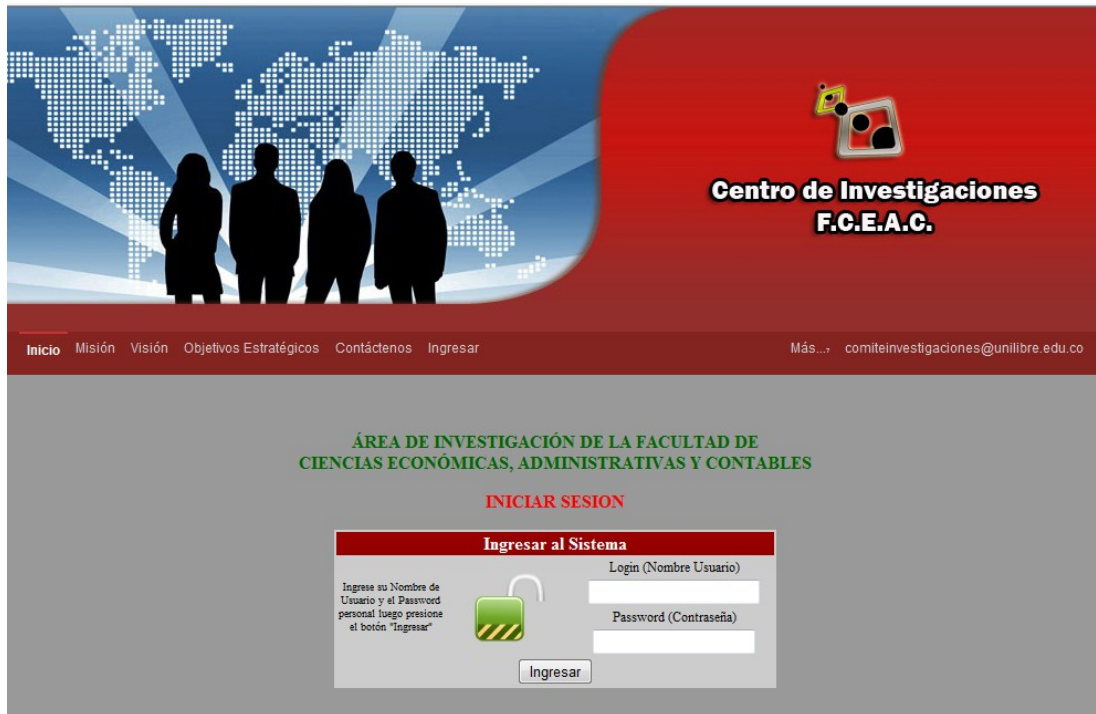 Centro de Investigaciones
F.C.E.A.C.
Inicio Misión Visión Objetivos Estratégicos Contáctenos Ingresar Más... comiteinvestigaciones@unilibre.edu.co
ÁREA DE INVESTIGACIÓN DE LA FACULTAD DE
CIENCIAS ECONÓMICAS, ADMINISTRATIVAS Y CONTABLES
INICIAR SESION
Ingresar al Sistema
Ingrese su Nombre de
Usuario y el Password
personal luego presione
el botón "Ingresar"
Login (Nombre Usuario)
Password (Contraseña)
Ingresar